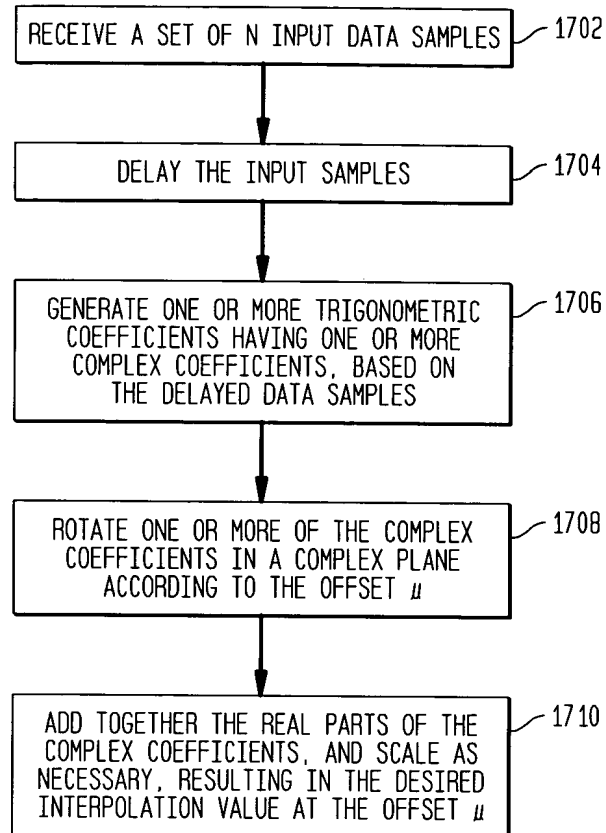 RECEIVE A SET OF N INPUT DATA SAMPLES
1702
DELAY THE INPUT SAMPLES
1704
GENERATE ONE OR MORE TRIGONOMETRIC
COEFFICIENTS HAVING ONE OR MORE
COMPLEX COEFFICIENTS, BASED ON
THE DELAYED DATA SAMPLES
1706
ROTATE ONE OR MORE OF THE COMPLEX
COEFFICIENTS IN A COMPLEX PLANE
ACCORDING TO THE OFFSET μ
1708
ADD TOGETHER THE REAL PARTS OF THE
COMPLEX COEFFICIENTS, AND SCALE AS
NECESSARY, RESULTING IN THE DESIRED
INTERPOLATION VALUE AT THE OFFSET μ
1710